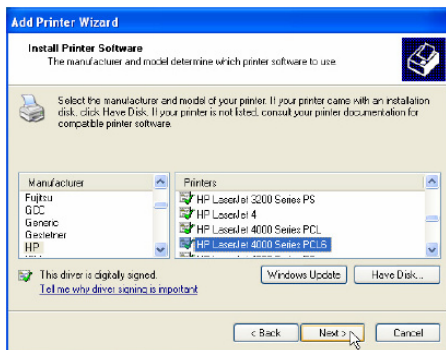 Add Printer Wizard
Install Printer Software
The manufacturer and model determine which printer software to use.
Select the manufacturer and model of your printer. If your printer came with an installation
disk, click Have Disk. If your printer is not listed, consult your printer documentation for
compatible printer software.
Manufacturer
Fujitsu
GCC
Generic
Gestetner
HP
Printers
HP LaserJet 3200 Series PS
HP LaserJet 4
HP LaserJet 4000 Series PCL
HP LaserJet 4000 Series PCL6
This driver is digitally signed.
Tell me why driver signing is important
Windows Update
Have Disk...
< Back
Next >
Cancel